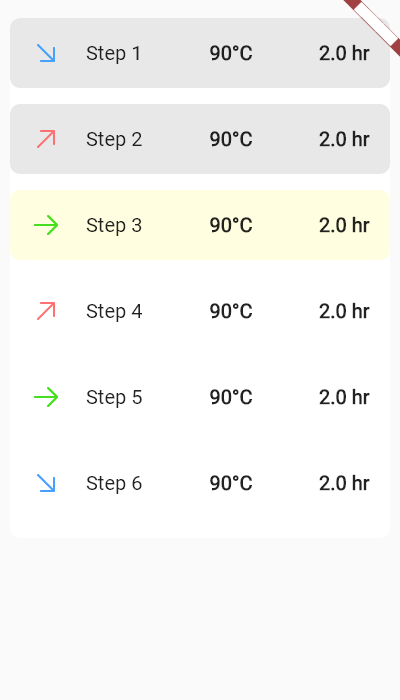 Step 1 90°C 2.0 hr
Step 2 90°C 2.0 hr
Step 3 90°C 2.0 hr
Step 4 90°C 2.0 hr
Step 5 90°C 2.0 hr
Step 6 90°C 2.0 hr